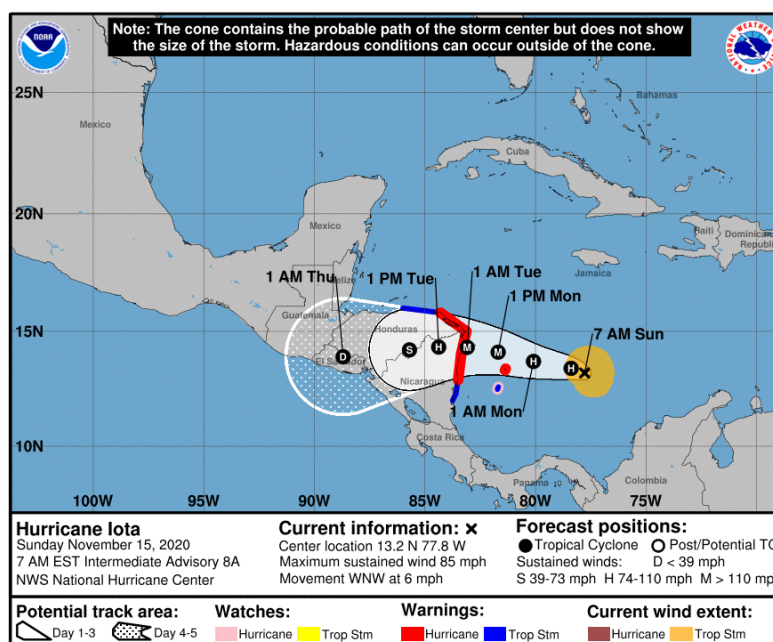 Note: The cone contains the probable path of the storm center but does not show
the size of the storm. Hazardous conditions can occur outside of the cone.
NOAA
NATIONAL WEATHER
25N
20N
15N
10N
Mexico
Bahamas
Cuba
Mexico
Haiti
Dominican
Republi
Jamaica
1 AM Thu
1 PM Tue
1 AM Tue
Belize
1 PM Mon
Guatemala
Honduras
7 AM Sun
D
S
H
M
M
H
H
El Salvador
Nicaragua
1 AM Mon
Costa Rica
Panama
Colombia
100W
95W
90W
85W
80W
75W
Hurricane Iota
Sunday November 15, 2020
7 AM EST Intermediate Advisory 8A
NWS National Hurricane Center
Current information:
Center location 13.2 N 77.8 W
Maximum sustained wind 85 mph
Movement WNW at 6 mph
Forecast positions:
Tropical Cyclone Post/Potential TC
Sustained winds: D < 39 mph
S 39-73 mph H 74-110 mph M > 110 mph
Potential track area:
Day 1-3 Day 4-5
Watches:
Hurricane Trop Stm
Warnings:
Hurricane Trop Stm
Current wind extent:
Hurricane Trop Stm